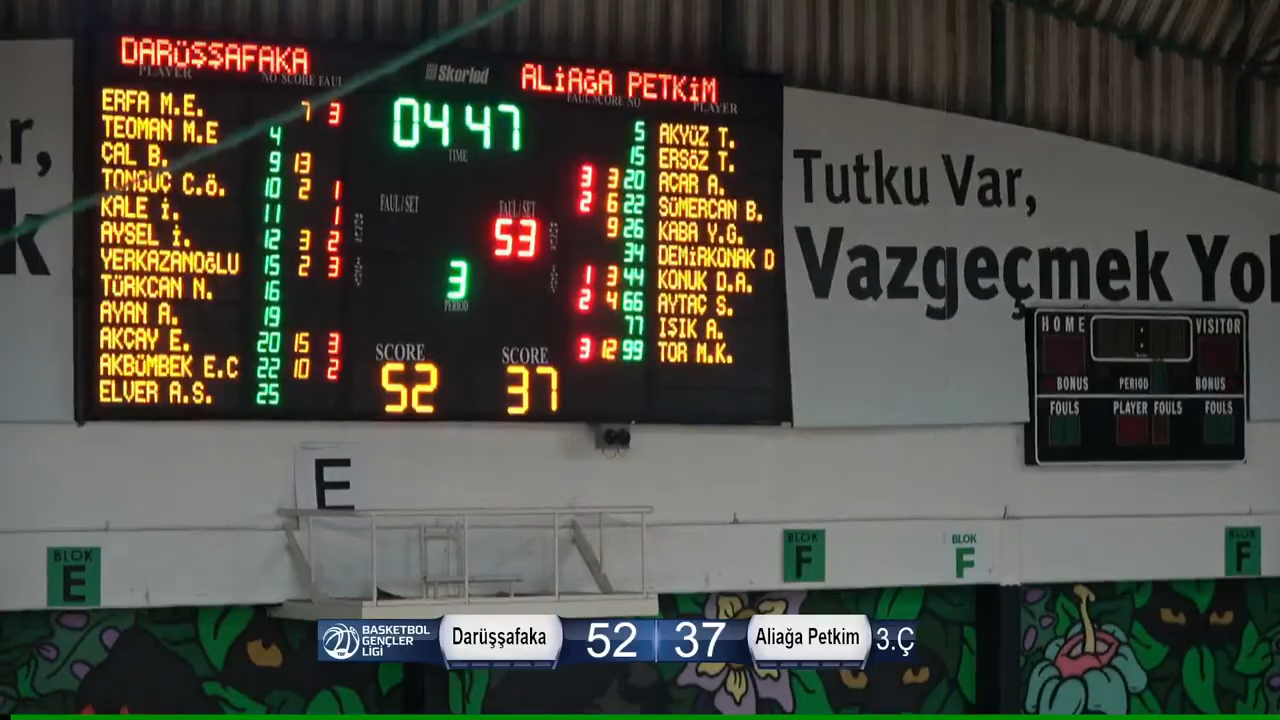 DARÜŞŞAFAKA
PLAYER NO SCORE FAUL
ERFA M.E. 7 3
TEOMAN M.E 4
ÇAL B. 9 13
TONGUÇ C.Ö. 10 2 1
KALE İ. 11 1
AYSEL İ. 12 3 2
YERKAZANOĞLU 15 2 3
TÜRKCAN N. 16
AYAN A. 19
AKÇAY E. 20 15 3
AKBÖMBEK E.C 22 10 2
ELVER A.S. 25
Skorlod
04 47
TIME
FAUL/SET
FAUL/SET
53
3
PERIOD
SCORE
SCORE
52
37
ALİAĞA PETKİM
FAUL SCORE NO PLAYER
5 AKYÜZ T.
15 ERSÖZ T.
3 3 20 ACAR A.
2 6 22 SÜMERCAN B.
9 26 KABA Y.G.
34 DEMİRKONAK D
1 3 44 KONUK D.A.
2 4 66 AYTAÇ S.
77 IŞIK A.
3 12 99 TOR M.K.
Tutku Var,
Vazgeçmek Yo
HOME VISITOR
BONUS PERIOD BONUS
FOULS PLAYER FOULS FOULS
E
BLOK
E
BLOK
F
BLOK
F
BLOK
F
BASKETBOL
GENÇLER
LİGİ
Darüşşafaka 52 37 Aliağa Petkim 3.Ç